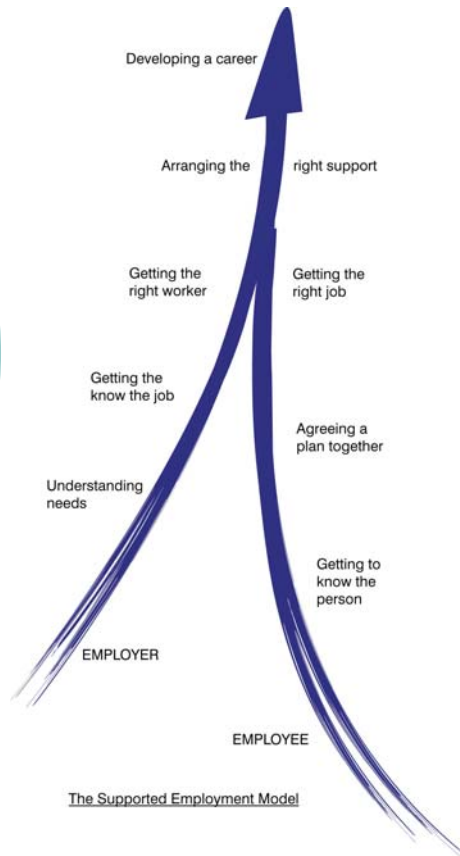 Developing a career
Arranging the right support
Getting the
right worker
Getting the
right job
Getting the
know the job
Agreeing a
plan together
Understanding
needs
Getting to
know the
person
EMPLOYER
EMPLOYEE
The Supported Employment Model